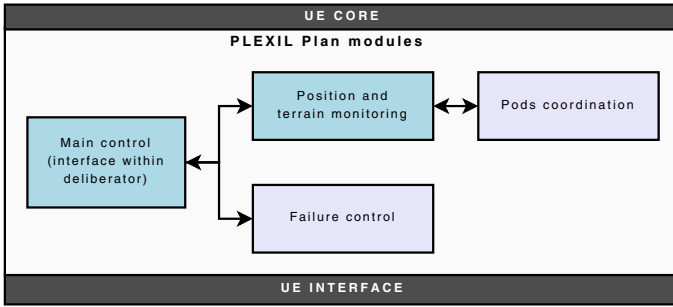 UE CORE
PLEXIL Plan modules
Position and
terrain monitoring
Pods coordination
Main control
(interface within
deliberator)
Failure control
UE INTERFACE